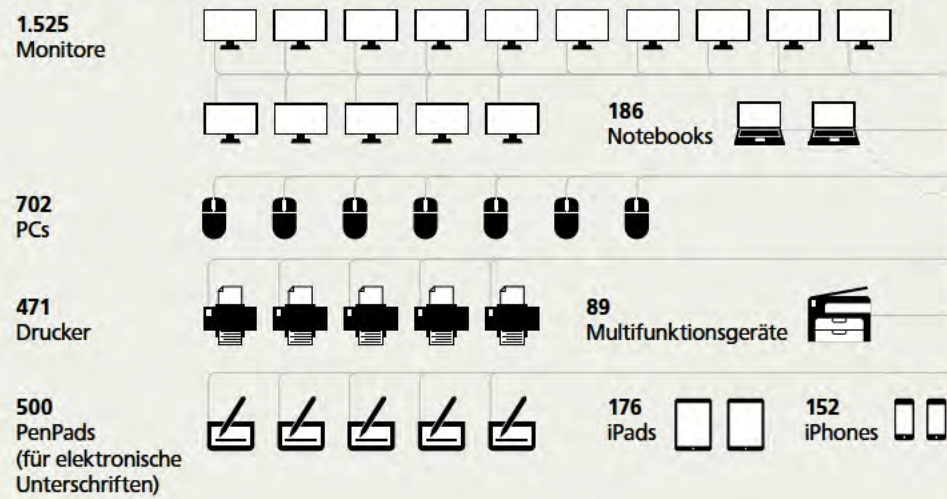 1.525
Monitore
186
Notebooks
702
PCs
471
Drucker
89
Multifunktionsgeräte
500
PenPads
(für elektronische
Unterschriften)
176
iPads
152
iPhones